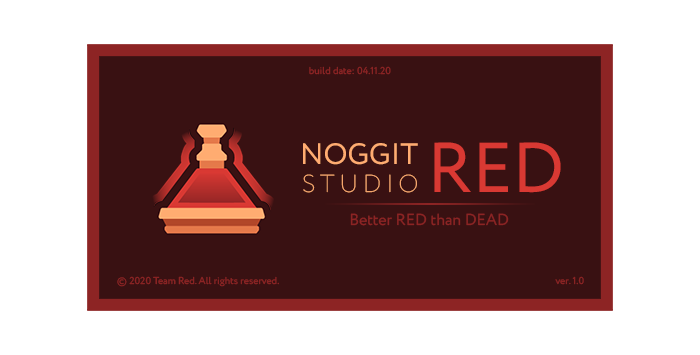 build date: 04.11.20
NOGGIT
STUDIO
RED
Better RED than DEAD
© 2020 Team Red. All rights reserved.
ver. 1.0